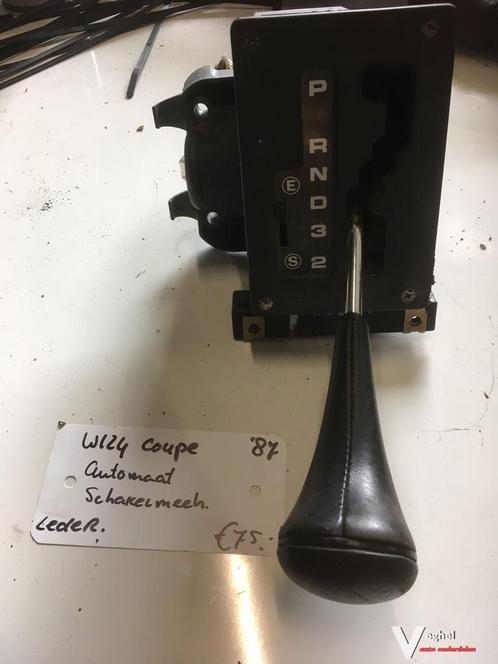 P
R
N
E
D
3
S
2
W124 Coupe '87
Automaat
Schakelmech.
Leder.
€75.-
Veghel
auto onderdelen